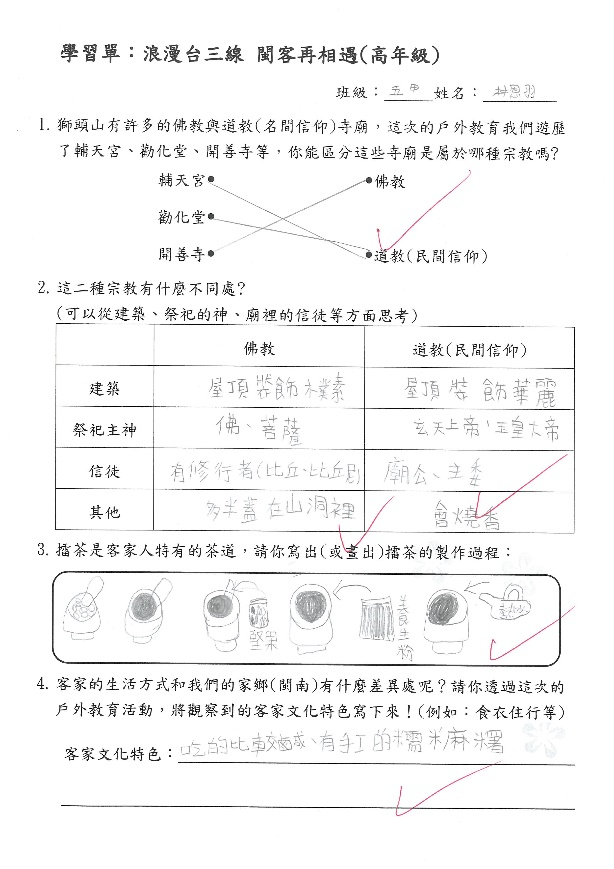 學習單：浪漫台三線 閩客再相遇(高年級)
班級：五甲 姓名：林恩羽
1. 獅頭山有許多的佛教與道教(名間信仰)寺廟，這次的戶外教育我們遊歷
了輔天宮、勸化堂、開善寺等，你能區分這些寺廟是屬於哪種宗教嗎?
輔天宮 佛教
勸化堂
開善寺 道教(民間信仰)
2. 這二種宗教有什麼不同處?
(可以從建築、祭祀的神、廟裡的信徒等方面思考)
佛教 道教(民間信仰)
建築 屋頂裝飾樸素 屋頂裝飾華麗
祭祀主神 佛、菩薩 玄天上帝、玉皇大帝
信徒 有修行者(比丘、比丘尼) 廟公、主委
其他 多半蓋在山洞裡 會燒香
3. 擂茶是客家人特有的茶道，請你寫出(或畫出)擂茶的製作過程：
堅果 養生粉
4. 客家的生活方式和我們的家鄉(閩南)有什麼差異處呢？請你透過這次的
戶外教育活動，將觀察到的客家文化特色寫下來！(例如：食衣住行等)
客家文化特色：吃的比較鹹、有手工的糯米麻糬